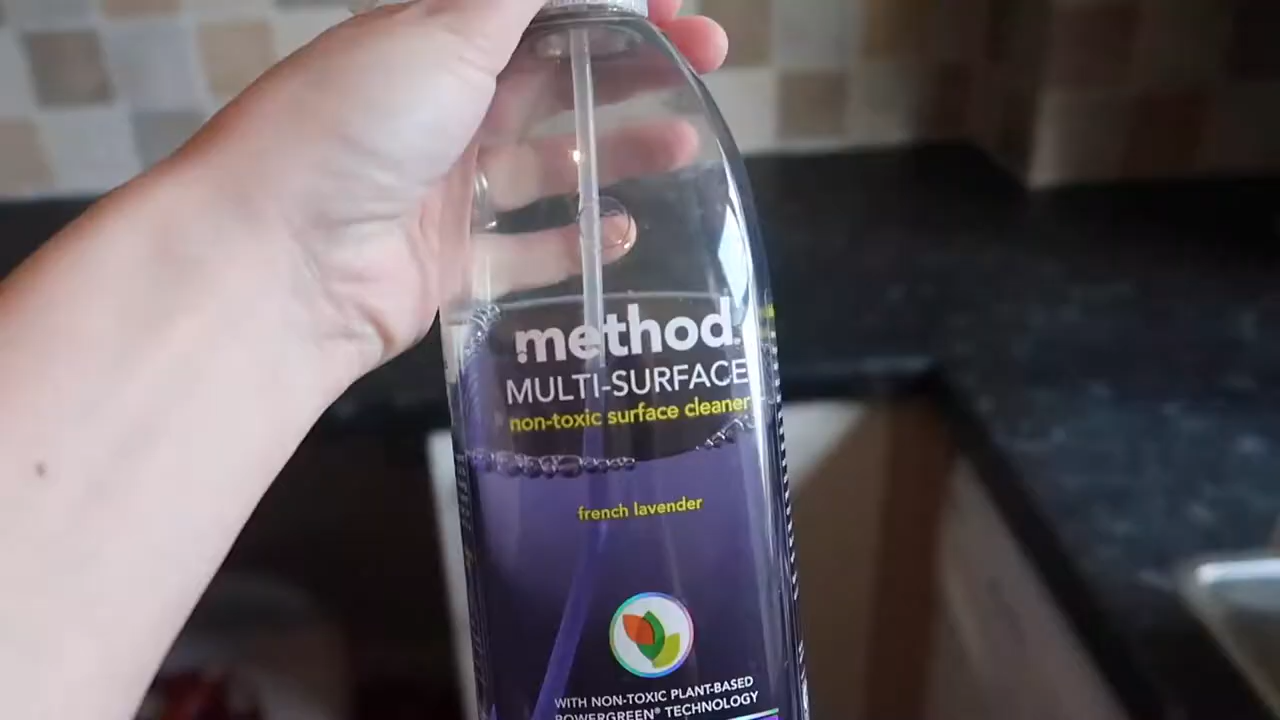 method.
MULTI-SURFACE
non-toxic surface cleaner
french lavender
WITH NON-TOXIC PLANT-BASED
POWERGREEN® TECHNOLOGY